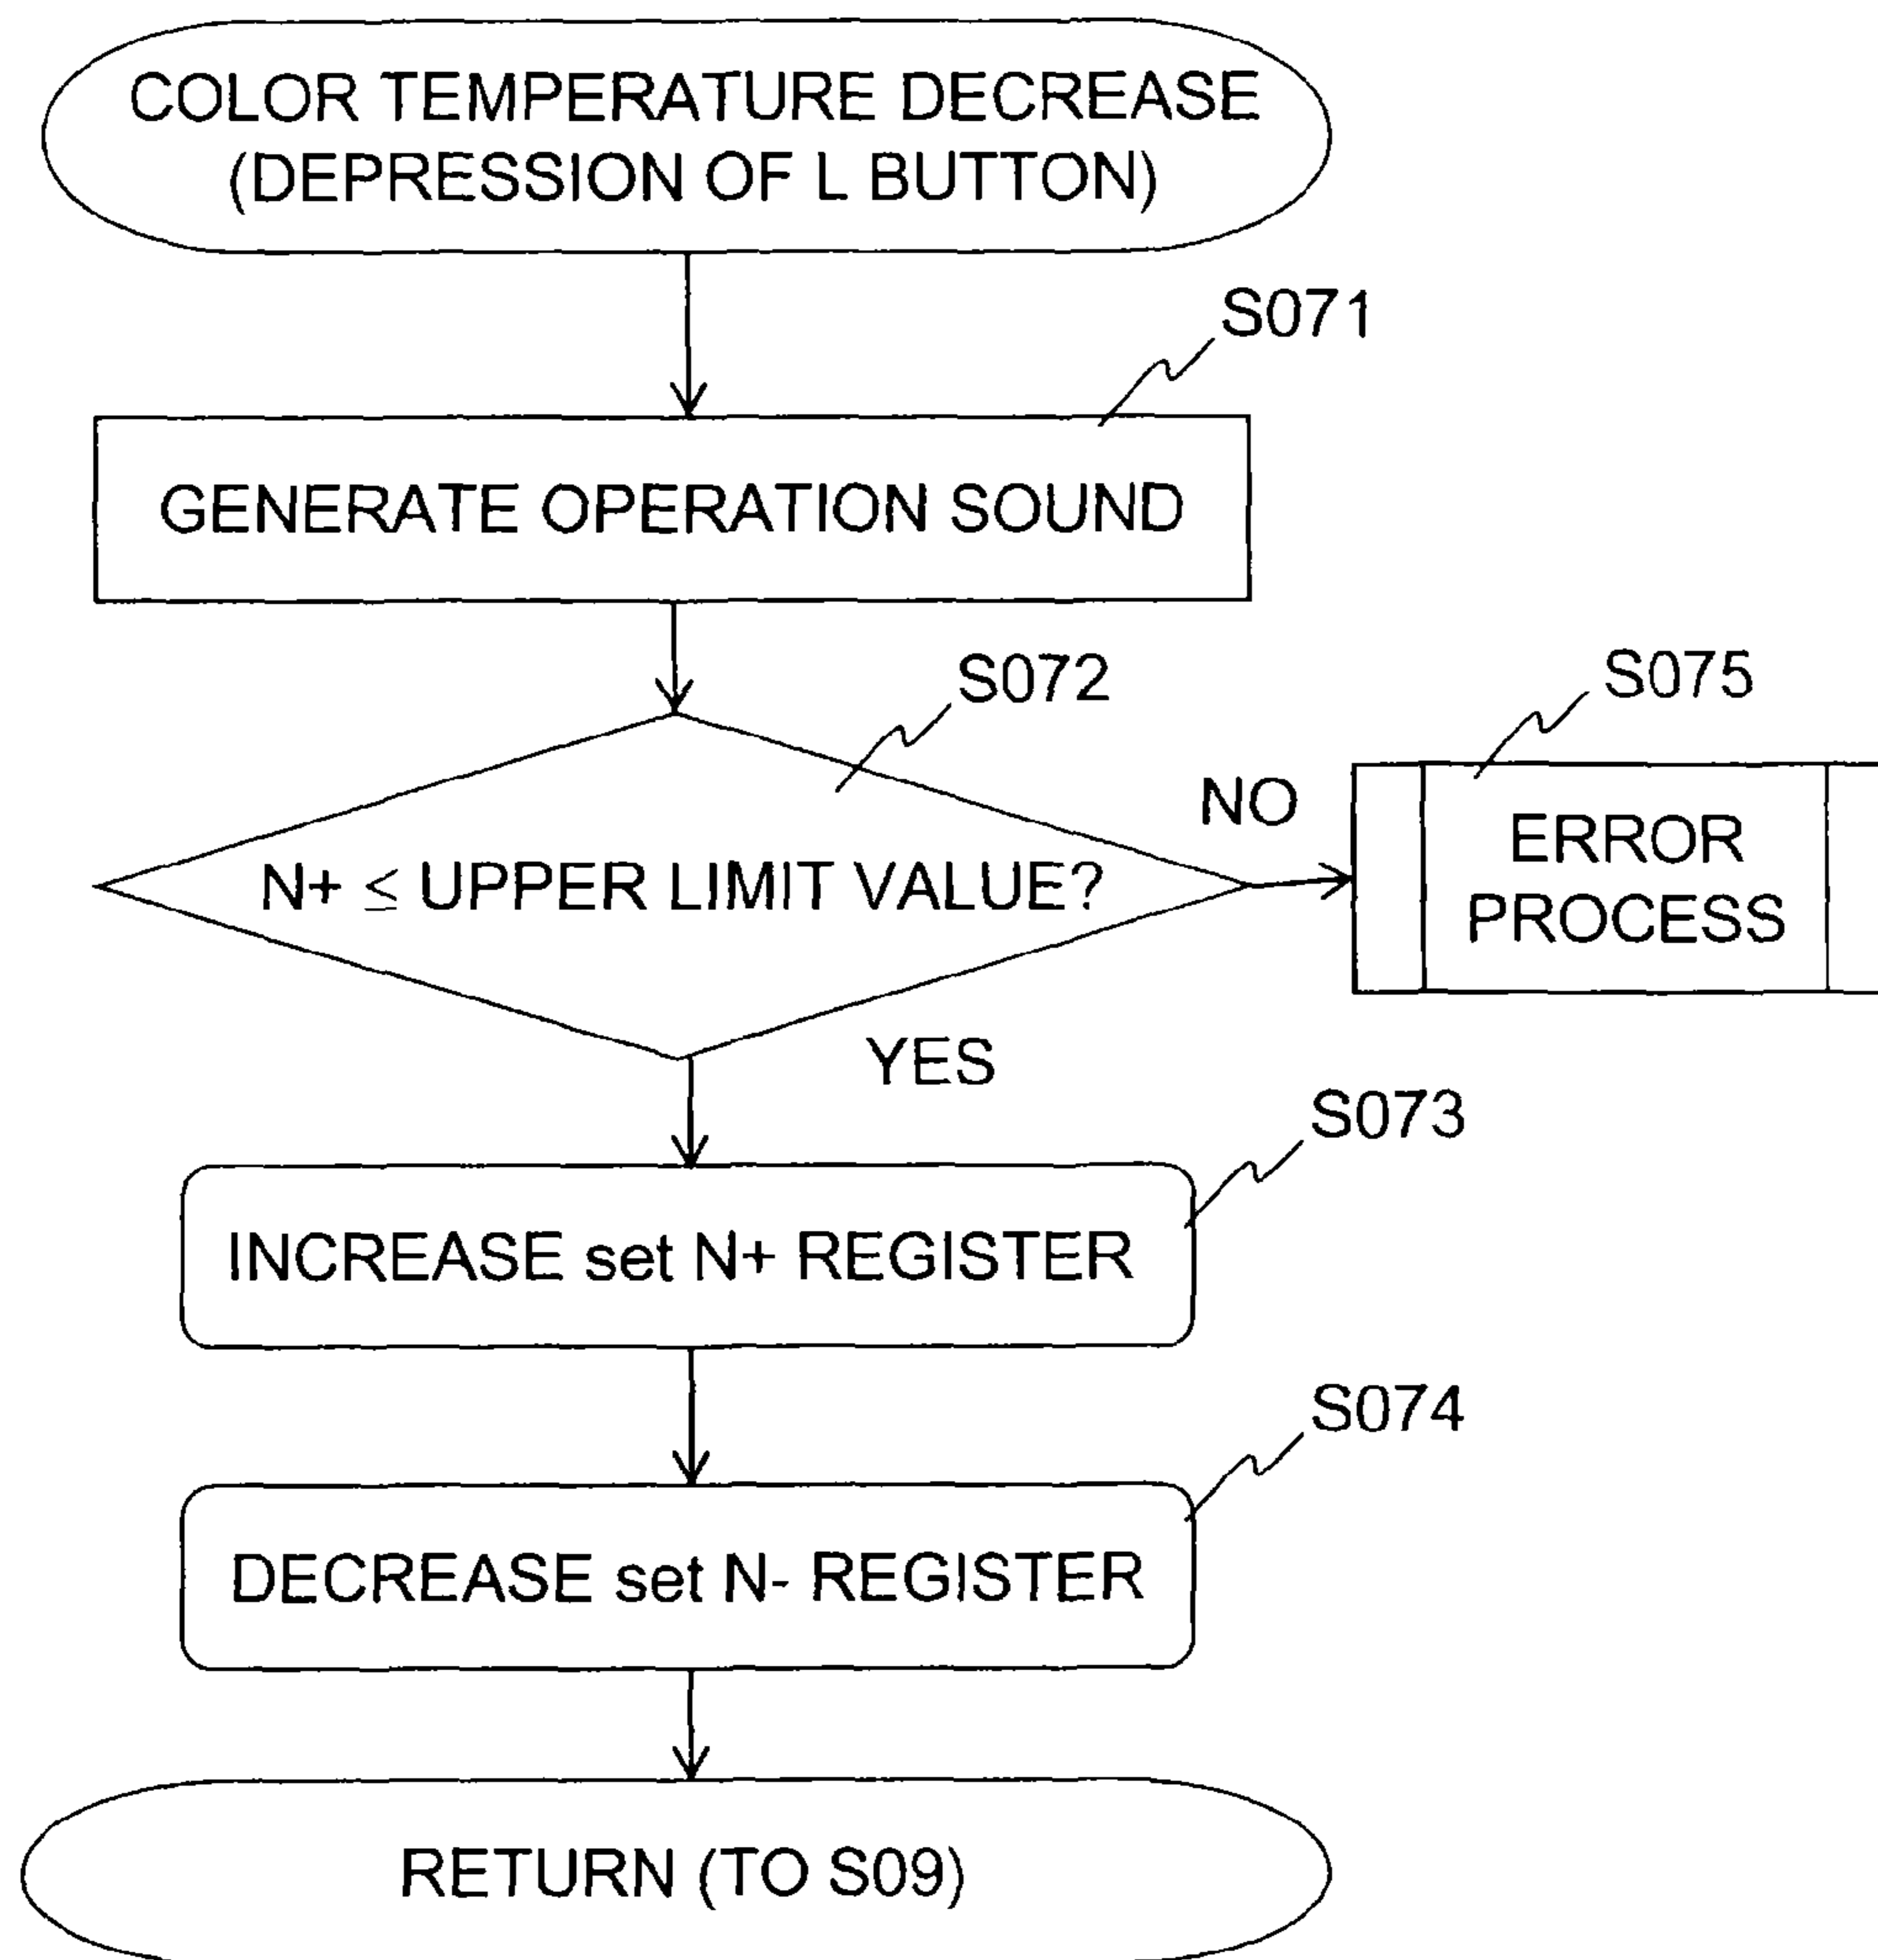 COLOR TEMPERATURE DECREASE
(DEPRESSION OF L BUTTON)
S071
GENERATE OPERATION SOUND
S072
S075
NO
ERROR
PROCESS
N+ ≤ UPPER LIMIT VALUE?
YES
S073
INCREASE set N+ REGISTER
S074
DECREASE set N- REGISTER
RETURN (TO S09)